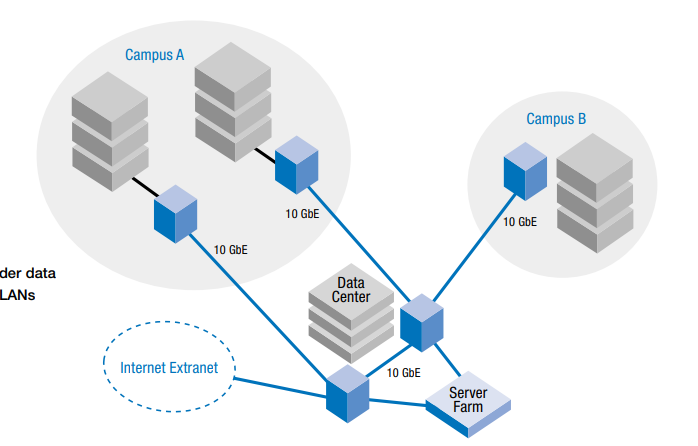 Campus A
Campus B
10 GbE
10 GbE
10 GbE
der data
LANs
Data
Center
Internet Extranet
10 GbE
Server
Farm